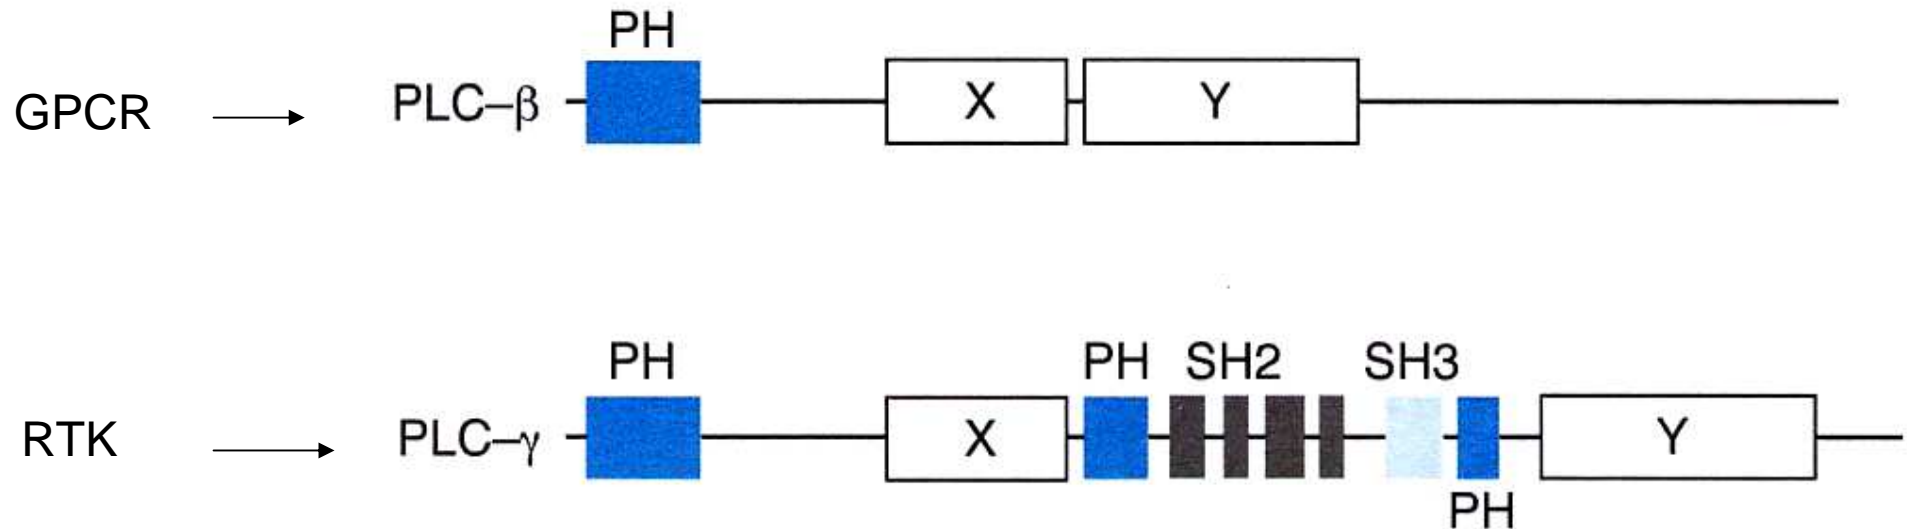 PH
GPCR PLC–β X Y
PH PH SH2 SH3
RTK PLC–γ X Y
PH